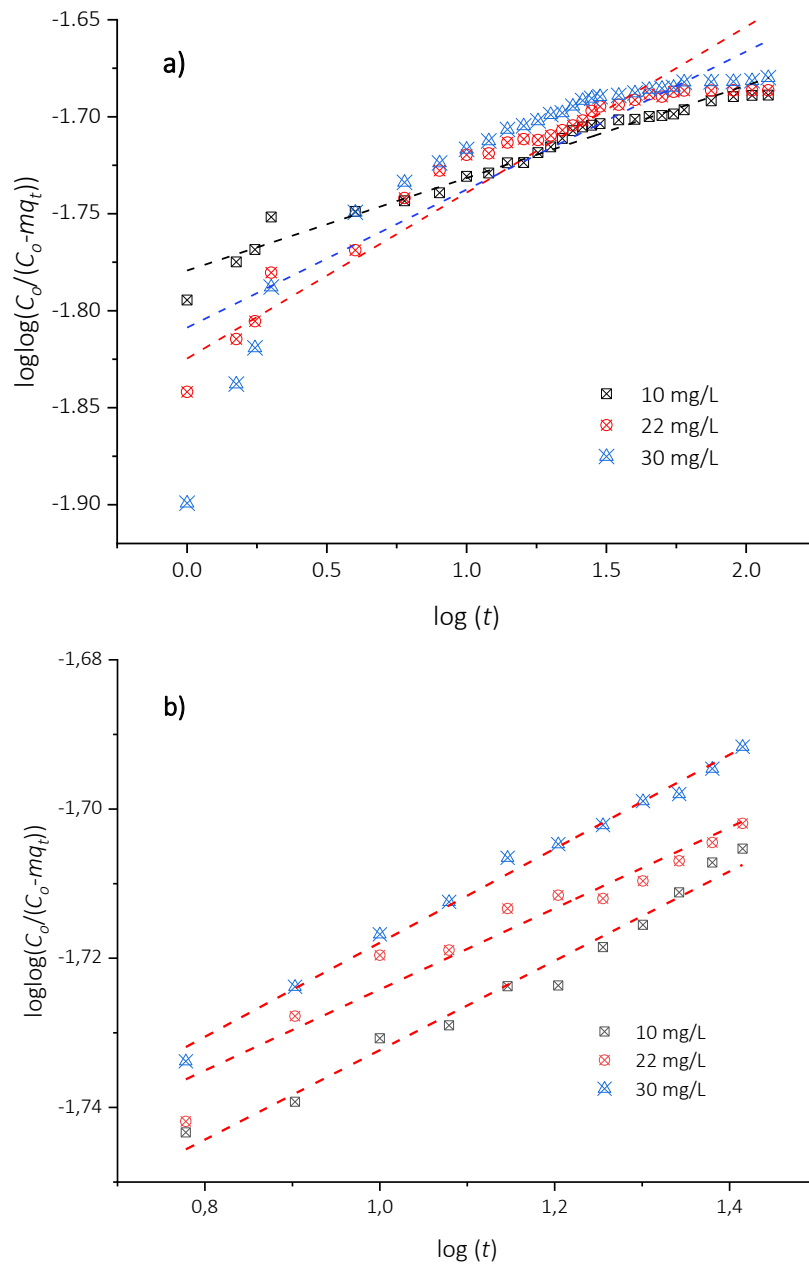 a)
-1.65
-1.70
-1.75
-1.80
-1.85
-1.90
loglog(Cₒ/(Cₒ-mqₜ))
10 mg/L
22 mg/L
30 mg/L
0.0 0.5 1.0 1.5 2.0
log (t)
b)
-1,68
-1,70
-1,72
-1,74
loglog(Cₒ/(Cₒ-mqₜ))
10 mg/L
22 mg/L
30 mg/L
0,8 1,0 1,2 1,4
log (t)